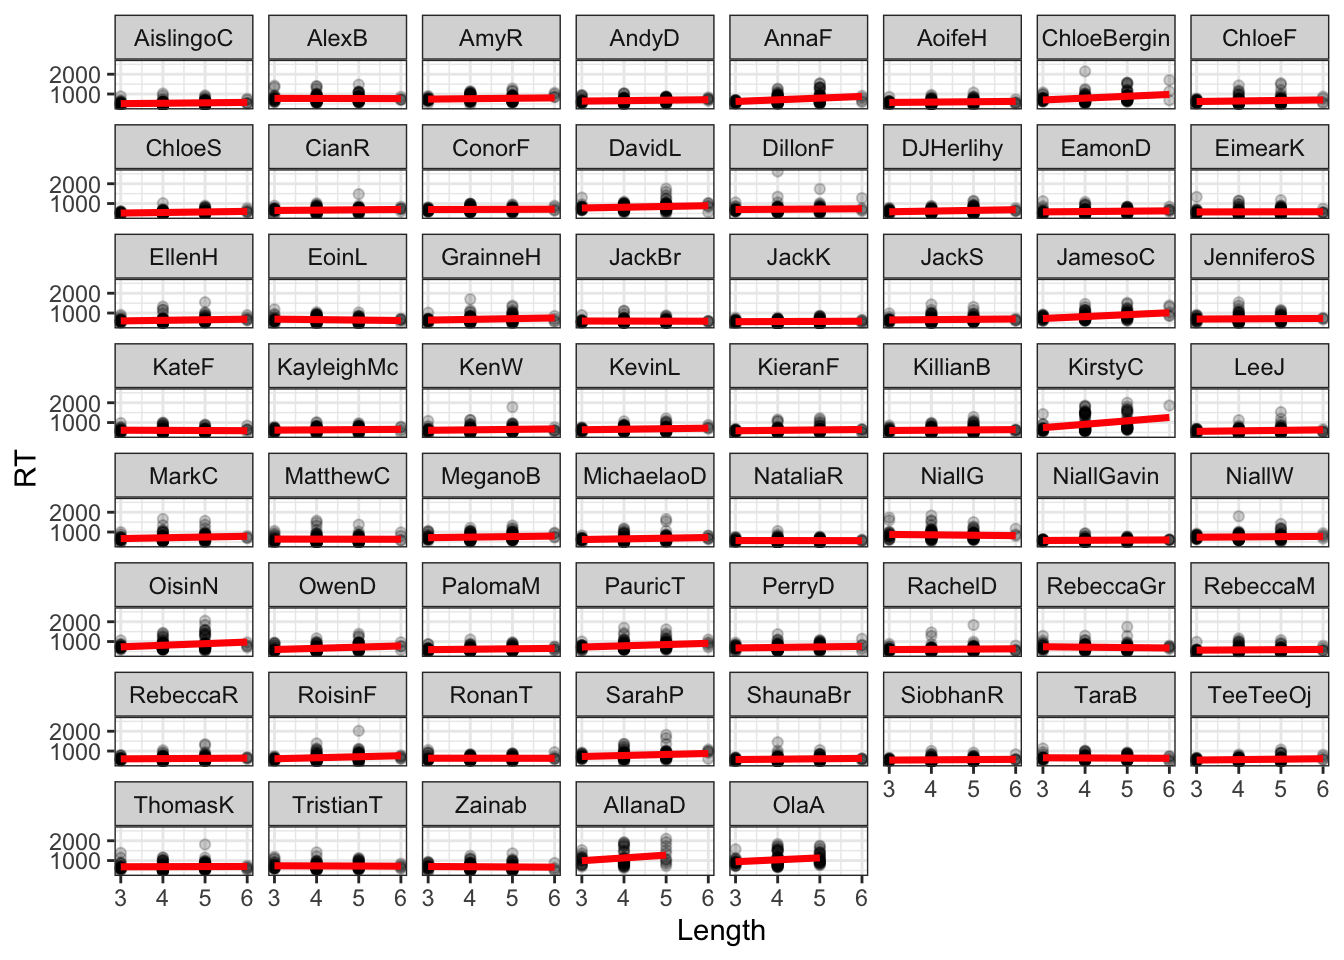 AislingoC AlexB AmyR AndyD AnnaF AoifeH ChloeBergin ChloeF
2000
1000
ChloeS CianR ConorF DavidL DillonF DJHerlihy EamonD EimearK
2000
1000
EllenH EoinL GrainneH JackBr JackK JackS JamesoC JenniferoS
2000
1000
KateF KayleighMc KenW KevinL KieranF KillianB KirstyC LeeJ
2000
1000
RT
MarkC MatthewC MeganoB MichaelaoD NataliaR NiallG NiallGavin NiallW
2000
1000
OisinN OwenD PalomaM PauricT PerryD RachelD RebeccaGr RebeccaM
2000
1000
RebeccaR RoisinF RonanT SarahP ShaunaBr SiobhanR TaraB TeeTeeOj
2000
1000
3 4 5 6 3 4 5 6 3 4 5 6
ThomasK TristianT Zainab AllanaD OlaA
2000
1000
3 4 5 6 3 4 5 6 3 4 5 6 3 4 5 6 3 4 5 6
Length